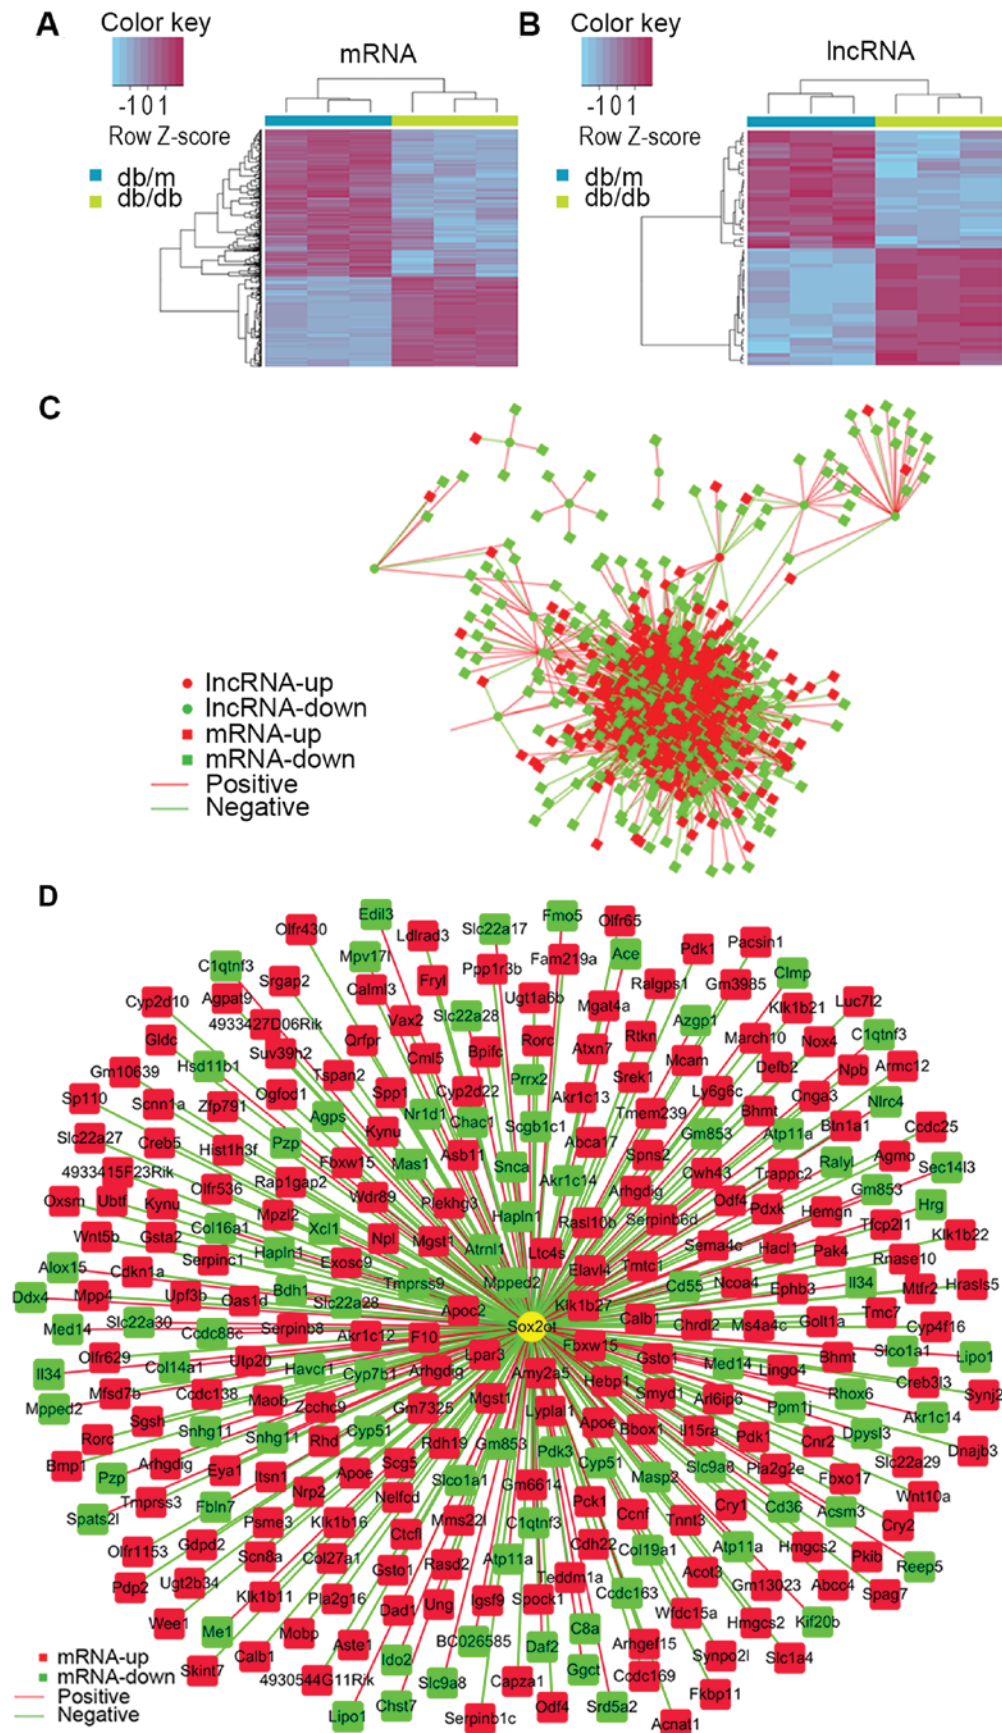 A
Color key
-1 0 1
Row Z-score
mRNA
db/m
db/db
B
Color key
-1 0 1
Row Z-score
lncRNA
db/m
db/db
C
lncRNA-up
lncRNA-down
mRNA-up
mRNA-down
Positive
Negative
D
Edil3
Fmo5
Olfr65
Olfr430
Ldlrad3
Slc22a17
Pdk1
Pacsin1
C1qtnf3
Mpv17l
Ppp1r3b
Fam219a
Ace
Clmp
Srgap2
Fryl
Ralgps1
Gm3985
Cyp2d10
Agpat9
Calml3
Ugt1a6b
Mgat4a
Klk1b21
Luc7l2
4933427D06Rik
Vax2
Slc22a28
Azgp1
Gldc
Suv39h2
Qrfpr
Cml5
Bpifc
Rorc
Atxn7
Rtkn
March10
Nox4
C1qtnf3
Gm10639
Hsd11b1
Tspan2
Cyp2d22
Prrx2
Srek1
Mcam
Defb2
Npb
Armc12
Sp110
Scnn1a
Zfp791
Ogfod1
Spp1
Nr1d1
Chac1
Akr1c13
Tmem239
Ly6g6c
Cnga3
Nlrc4
Slc22a27
Creb5
Hist1h3f
Pzp
Agps
Kynu
Scgb1c1
Abca17
Bhmt
Btn1a1
Ccdc25
4933415F23Rik
Fbxw15
Mas1
Asb11
Snca
Spns2
Gm853
Atp11a
Ralyl
Agmo
Sec14l3
Oxsm
Ubtf
Kynu
Olfr536
Rap1gap2
Wdr89
Plekhg3
Akr1c14
Arhgdig
Cwh43
Trappc2
Gm853
Hrg
Wnt5b
Gsta2
Col16a1
Mpzl2
Xcl1
Npl
Mgst1
Hapln1
Rasl10b
Serpinb6d
Odf4
Pdxk
Hemgn
Tfcp2l1
Klk1b22
Alox15
Cdkn1a
Serpinc1
Hapln1
Exosc9
Atrnl1
Ltc4s
Elavl4
Tmtc1
Sema4c
Hacl1
Pak4
Rnase10
Ddx4
Mpp4
Upf3b
Oas1d
Bdh1
Slc22a28
Tmprss9
Mpped2
Cd55
Ncoa4
Ephb3
Il34
Mtfr2
Hrasls5
Med14
Slc22a30
Ccdc88c
Serpinb8
Akr1c12
F10
Apoc2
Sox2ot
Klk1b27
Calb1
Chrdl2
Ms4a4c
Golt1a
Tmc7
Cyp4f16
Il34
Olfr629
Col14a1
Utp20
Havcr1
Cyp7b1
Arhgdig
Lpar3
Fbxw15
Gsto1
Med14
Lingo4
Bhmt
Slco1a1
Lipo1
Mpped2
Mfsd7b
Ccdc138
Maob
Zcchc9
Gm7325
Mgst1
Amy2a5
Hebp1
Smyd1
Arl6ip6
Rhox6
Creb3l3
Synj2
Rorc
Sgsh
Snhg11
Snhg11
Rhd
Cyp51
Rdh19
Gm853
Lyplal1
Apoe
Bbox1
Il15ra
Pdk1
Ppm1j
Cnr2
Dpysl3
Akr1c14
Bmp1
Pzp
Arhgdig
Eya1
Itsn1
Apoe
Scg5
Slco1a1
Pdk3
Cyp51
Masp2
Slc9a8
Pla2g2e
Fbxo17
Slc22a29
Dnajb3
Spats2l
Tmprss3
Fbln7
Nrp2
Nelfcd
Gm6614
Pck1
Ccnf
Tnnt3
Cry1
Cd36
Acsm3
Wnt10a
Olfr1153
Gdpd2
Psme3
Klk1b16
Ctcfl
Mms22l
C1qtnf3
Cdh22
Col19a1
Atp11a
Hmgcs2
Cry2
Pdp2
Ugt2b34
Scn8a
Col27a1
Gsto1
Rasd2
Atp11a
Teddm1a
Acot3
Gm13023
Abcc4
Pkib
Reep5
Wee1
Klk1b11
Pla2g16
Dad1
Ung
Igsf9
Spock1
Ccdc163
Wfdc15a
Hmgcs2
Kif20b
Spag7
Me1
Mobp
Aste1
Ido2
BC026585
Daf2
C8a
Arhgef15
Synpo2l
Slc1a4
Skint7
Calb1
4930544G11Rik
Slc9a8
Capza1
Ggct
Ccdc169
Fkbp11
Lipo1
Chst7
Serpinb1c
Odf4
Srd5a2
Acnat1
mRNA-up
mRNA-down
Positive
Negative